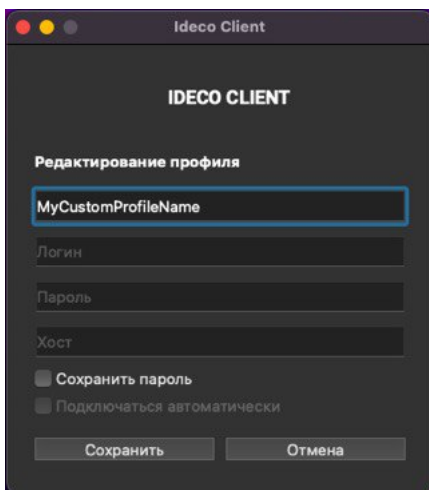 Ideco Client
IDECO CLIENT
Редактирование профиля
MyCustomProfileName
Логин
Пароль
Хост
Сохранить пароль
Подключаться автоматически
Сохранить Отмена